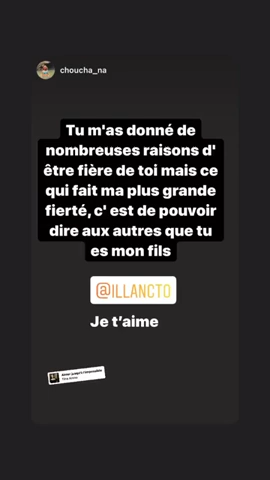 choucha_na
Tu m'as donné de
nombreuses raisons d'
être fière de toi mais ce
qui fait ma plus grande
fierté, c' est de pouvoir
dire aux autres que tu
es mon fils
@ILLANCTO
Je t'aime